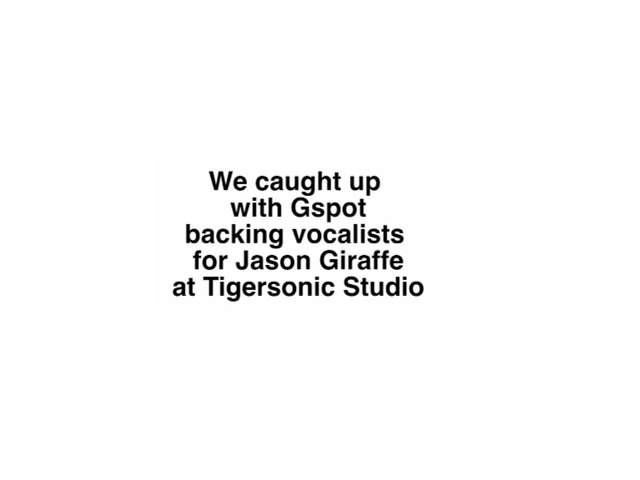 We caught up
with Gspot
backing vocalists
for Jason Giraffe
at Tigersonic Studio